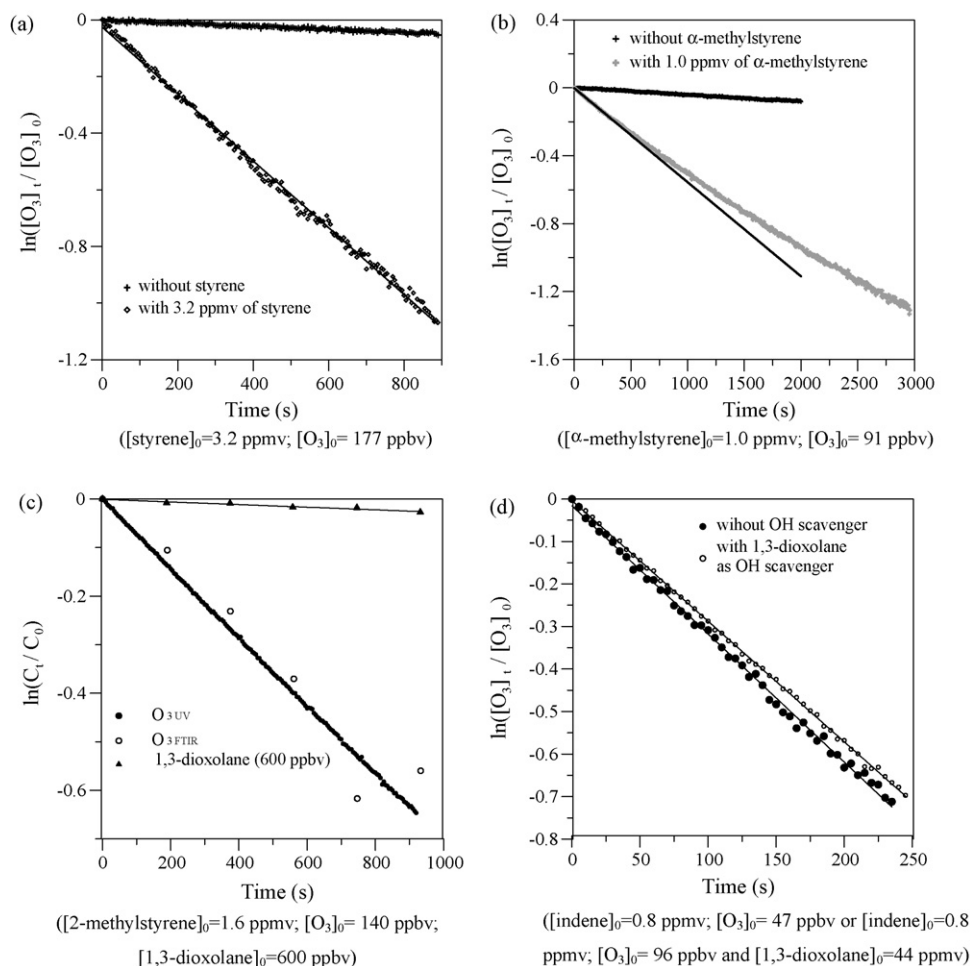 (a)
0
-0.4
-0.8
-1.2
ln([O₃]ₜ / [O₃]₀)
without styrene
with 3.2 ppmv of styrene
0 200 400 600 800
Time (s)
([styrene]₀=3.2 ppmv; [O₃]₀= 177 ppbv)
(b)
0.4
0
-0.4
-0.8
-1.2
-1.6
ln([O₃]ₜ / [O₃]₀)
without α-methylstyrene
with 1.0 ppmv of α-methylstyrene
0 500 1000 1500 2000 2500 3000
Time (s)
([α-methylstyrene]₀=1.0 ppmv; [O₃]₀= 91 ppbv)
(c)
0
-0.2
-0.4
-0.6
ln(Cₜ / C₀)
O 3 UV
O 3 FTIR
1,3-dioxolane (600 ppbv)
0 200 400 600 800 1000
Time (s)
([2-methylstyrene]₀=1.6 ppmv; [O₃]₀= 140 ppbv;
[1,3-dioxolane]₀=600 ppbv)
(d)
0
-0.1
-0.2
-0.3
-0.4
-0.5
-0.6
-0.7
-0.8
ln([O₃]ₜ / [O₃]₀)
wihout OH scavenger
with 1,3-dioxolane
as OH scavenger
0 50 100 150 200 250
Time (s)
([indene]₀=0.8 ppmv; [O₃]₀= 47 ppbv or [indene]₀=0.8
ppmv; [O₃]₀= 96 ppbv and [1,3-dioxolane]₀=44 ppmv)